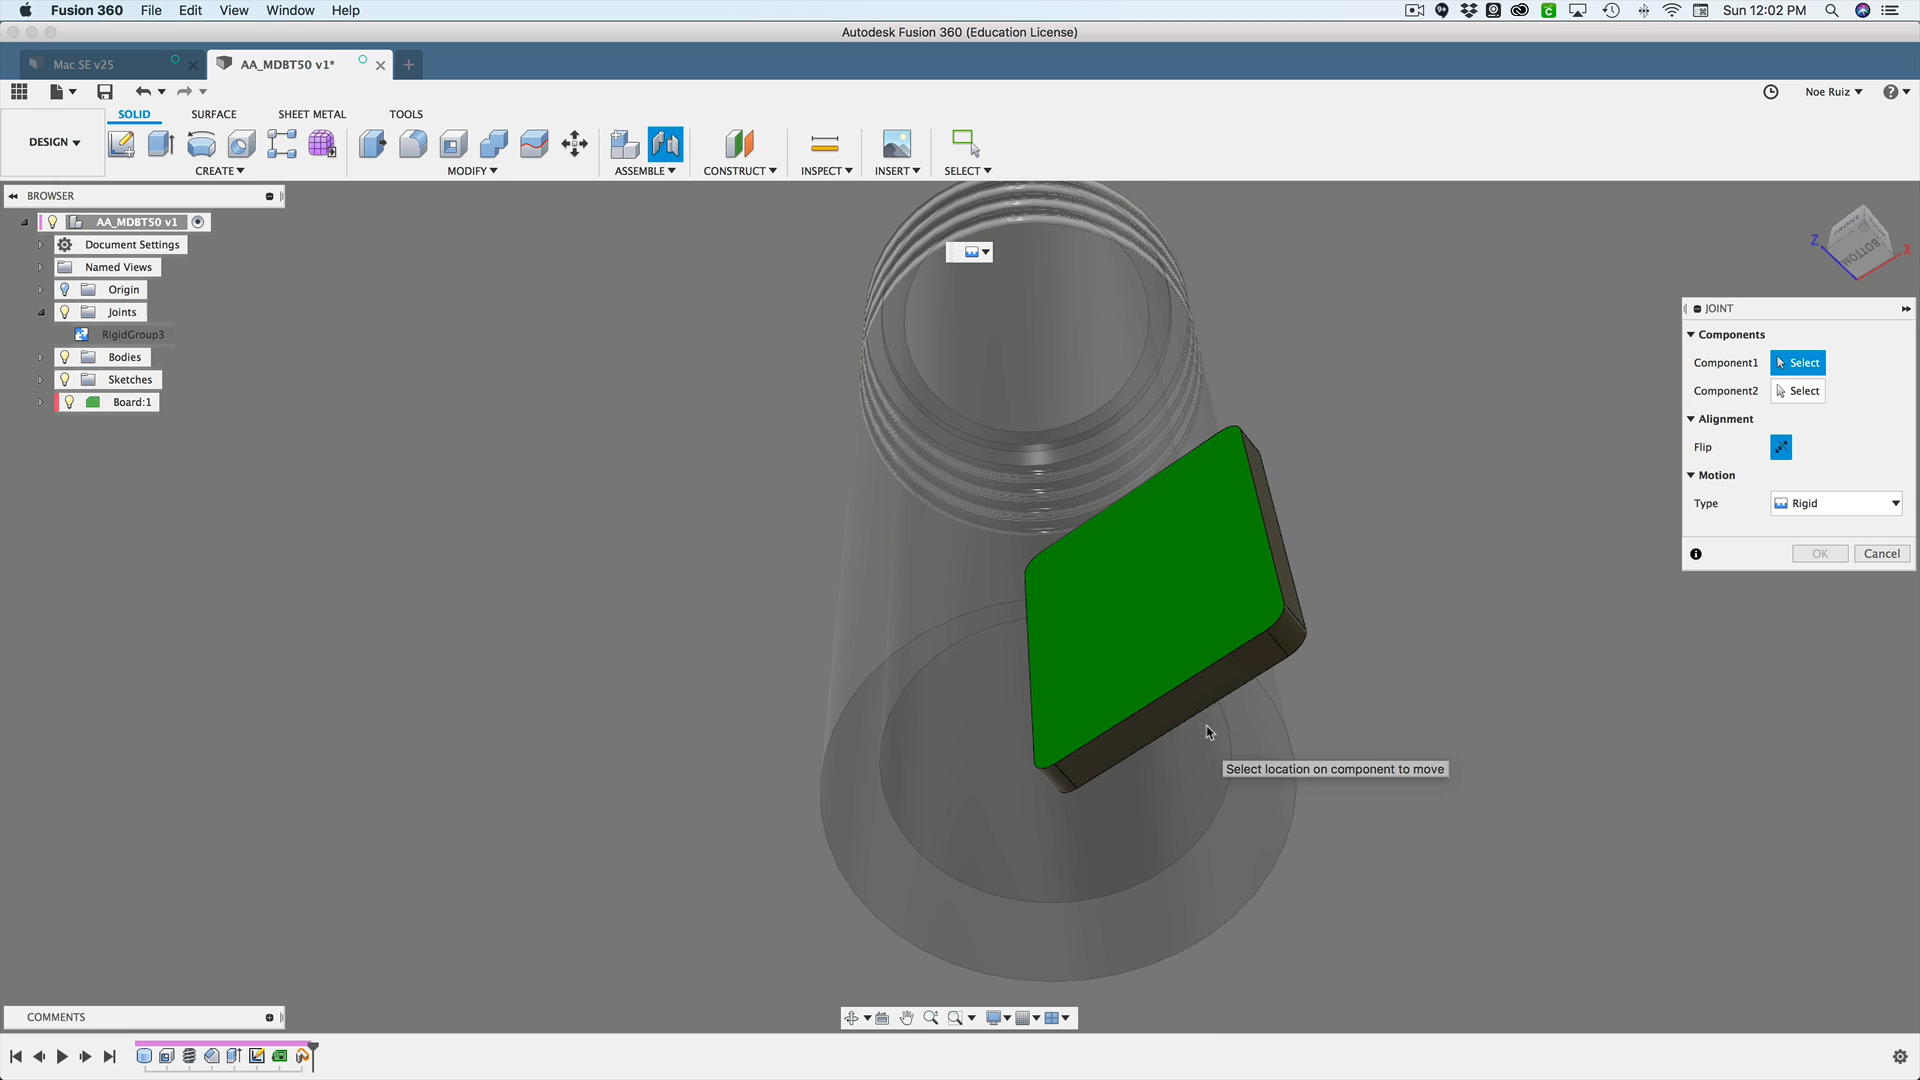 Fusion 360 File Edit View Window Help Sun 12:02 PM
Autodesk Fusion 360 (Education License)
Mac SE v25 AA_MDBT50 v1*
Noe Ruiz
DESIGN SOLID SURFACE SHEET METAL TOOLS
CREATE MODIFY ASSEMBLE CONSTRUCT INSPECT INSERT SELECT
BROWSER
AA_MDBT50 v1
Document Settings
Named Views
Origin
Joints
RigidGroup3
Bodies
Sketches
Board:1
FRONT
BOTTOM
Z
X
JOINT
Components
Component1 Select
Component2 Select
Alignment
Flip
Motion
Type Rigid
OK Cancel
Select location on component to move
COMMENTS